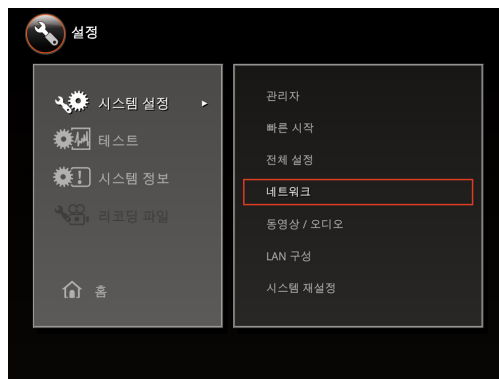 설정
시스템 설정
테스트
시스템 정보
리코딩 파일
홈
관리자
빠른 시작
전체 설정
네트워크
동영상 / 오디오
LAN 구성
시스템 재설정